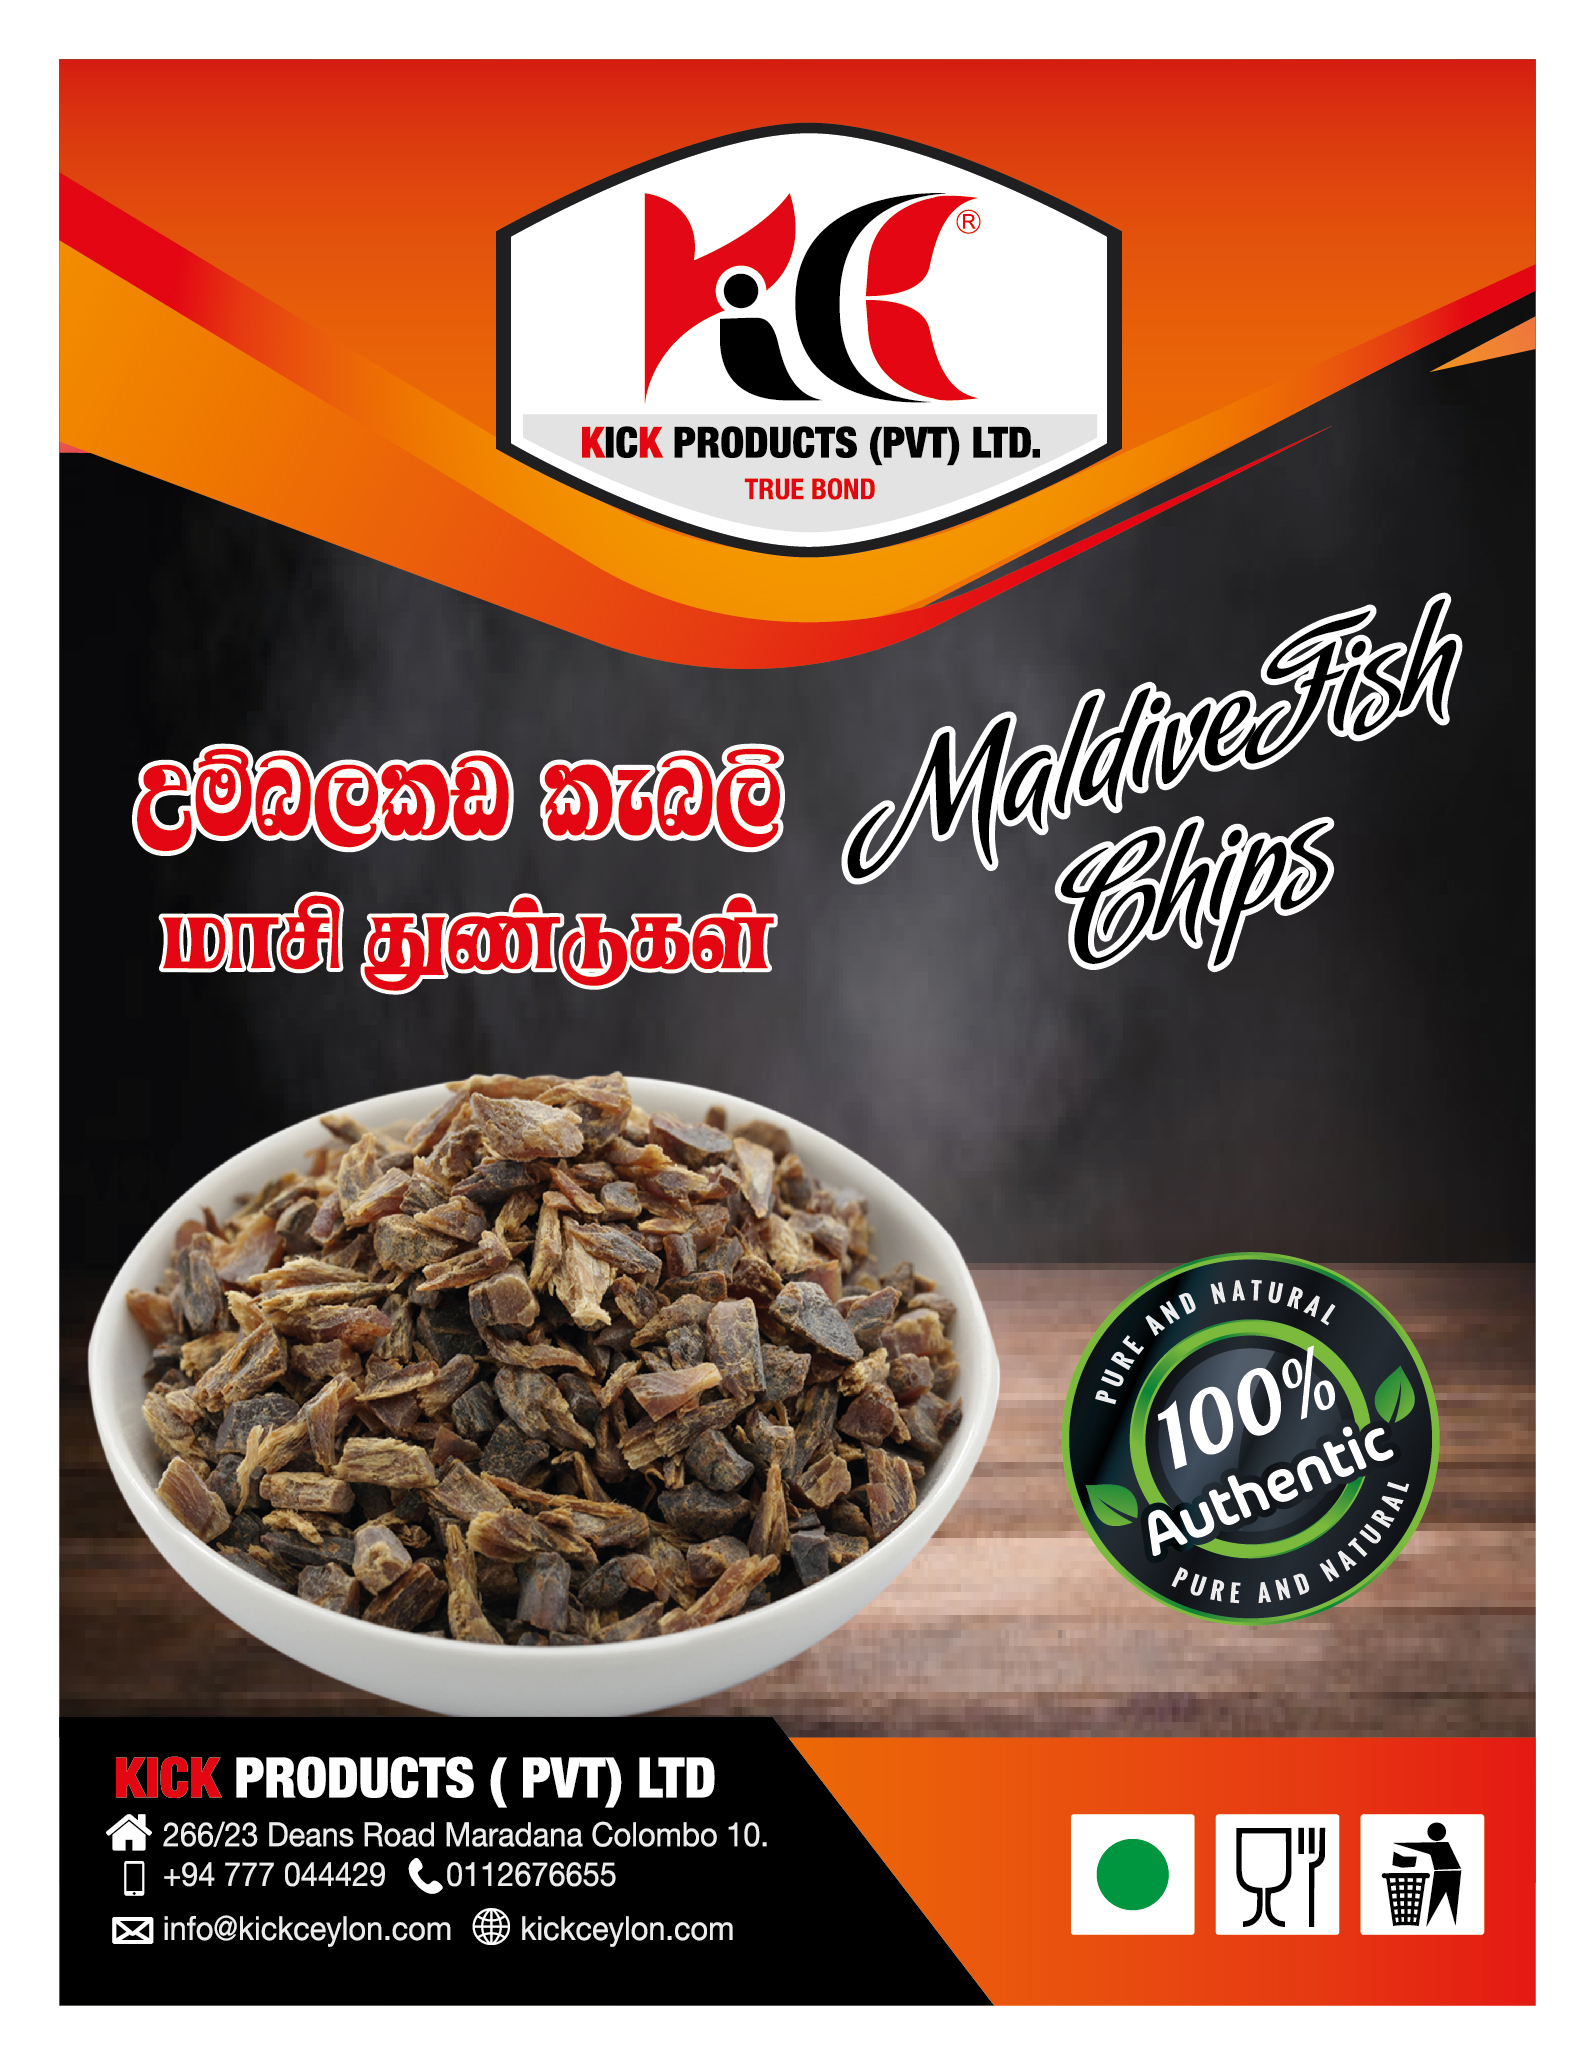 KiCK®
KICK PRODUCTS (PVT) LTD.
TRUE BOND
Maldive Fish
Chips
උම්බලකඩ කැබලි
மாசி துண்டுகள்
PURE AND NATURAL
100%
Authentic
PURE AND NATURAL
KICK PRODUCTS ( PVT) LTD
266/23 Deans Road Maradana Colombo 10.
+94 777 044429 0112676655
info@kickceylon.com kickceylon.com